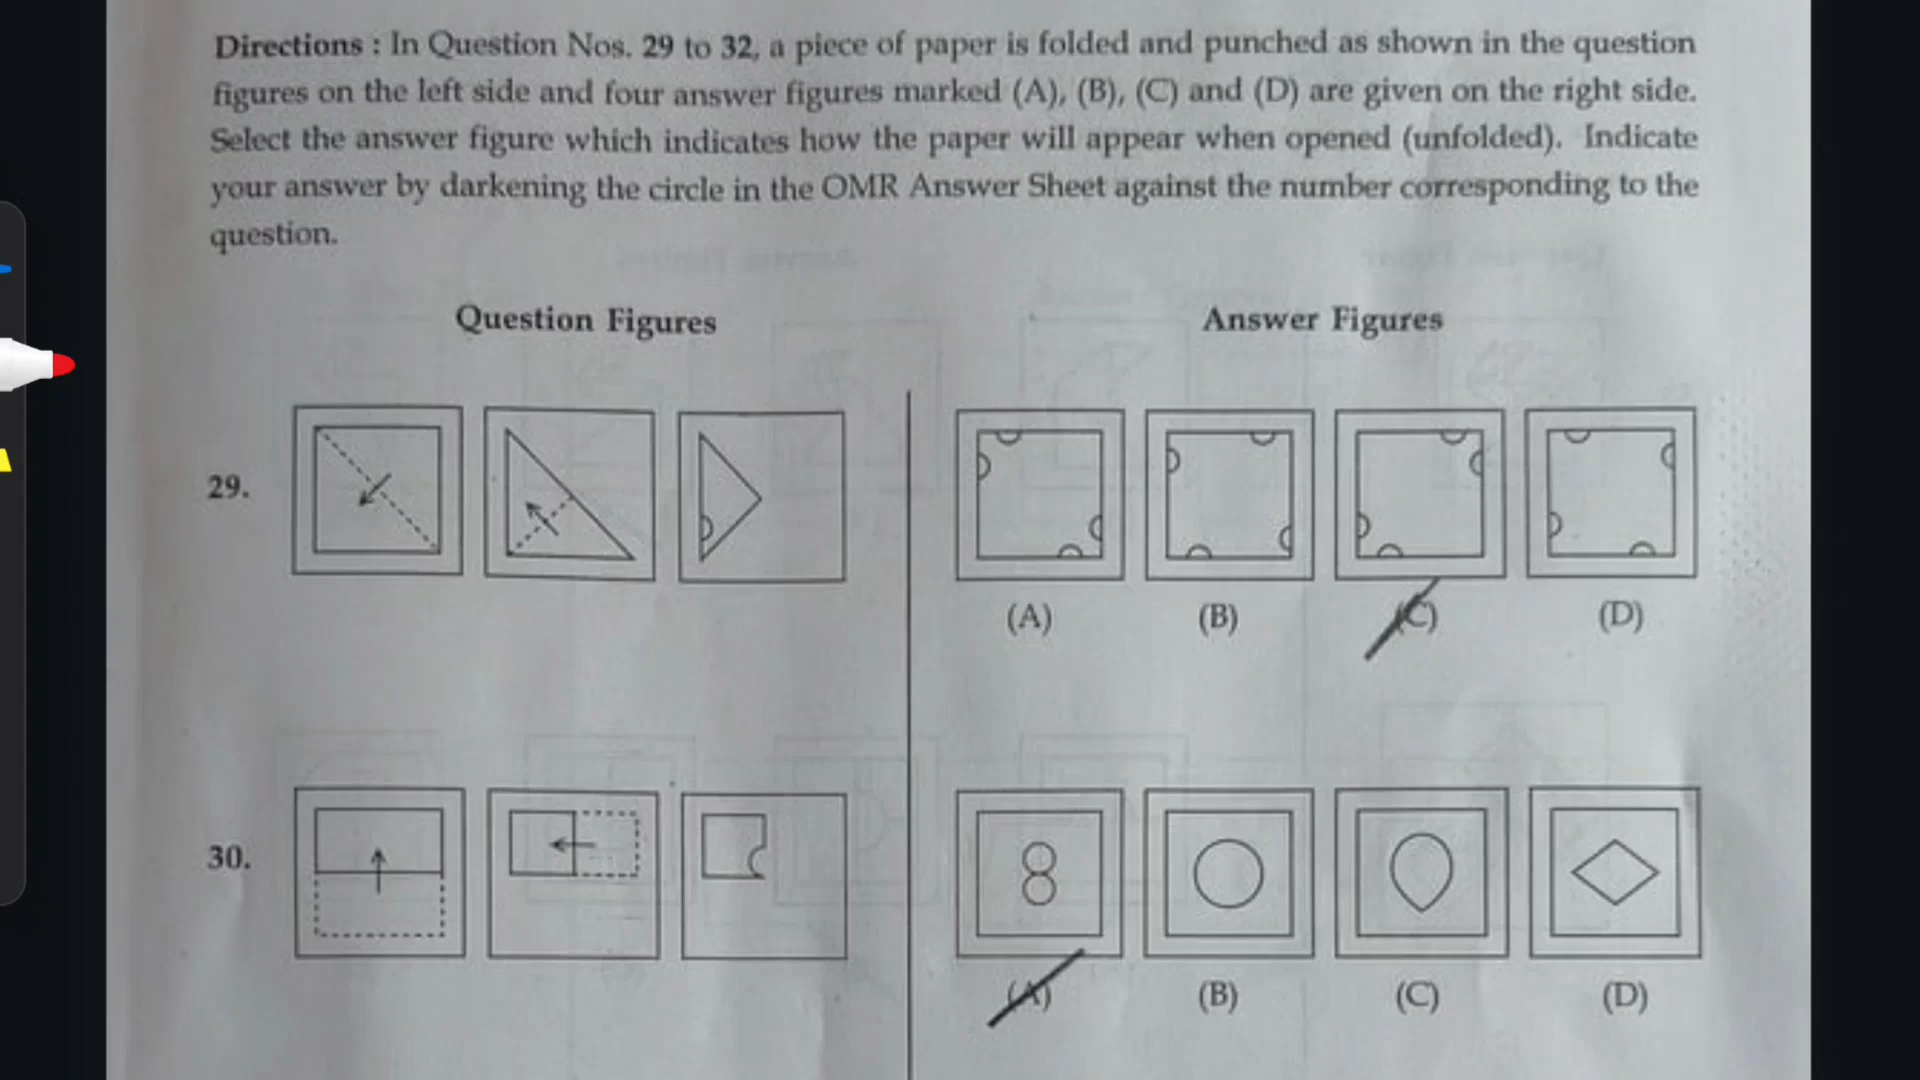 Directions : In Question Nos. 29 to 32, a piece of paper is folded and punched as shown in the question
figures on the left side and four answer figures marked (A), (B), (C) and (D) are given on the right side.
Select the answer figure which indicates how the paper will appear when opened (unfolded). Indicate
your answer by darkening the circle in the OMR Answer Sheet against the number corresponding to the
question.
Question Figures
Answer Figures
29.
(A) (B) (C) (D)
30.
(A) (B) (C) (D)